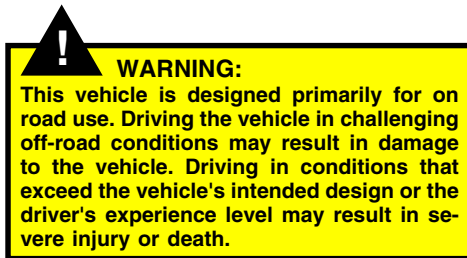 !
WARNING:
This vehicle is designed primarily for on
road use. Driving the vehicle in challenging
off-road conditions may result in damage
to the vehicle. Driving in conditions that
exceed the vehicle's intended design or the
driver's experience level may result in se-
vere injury or death.